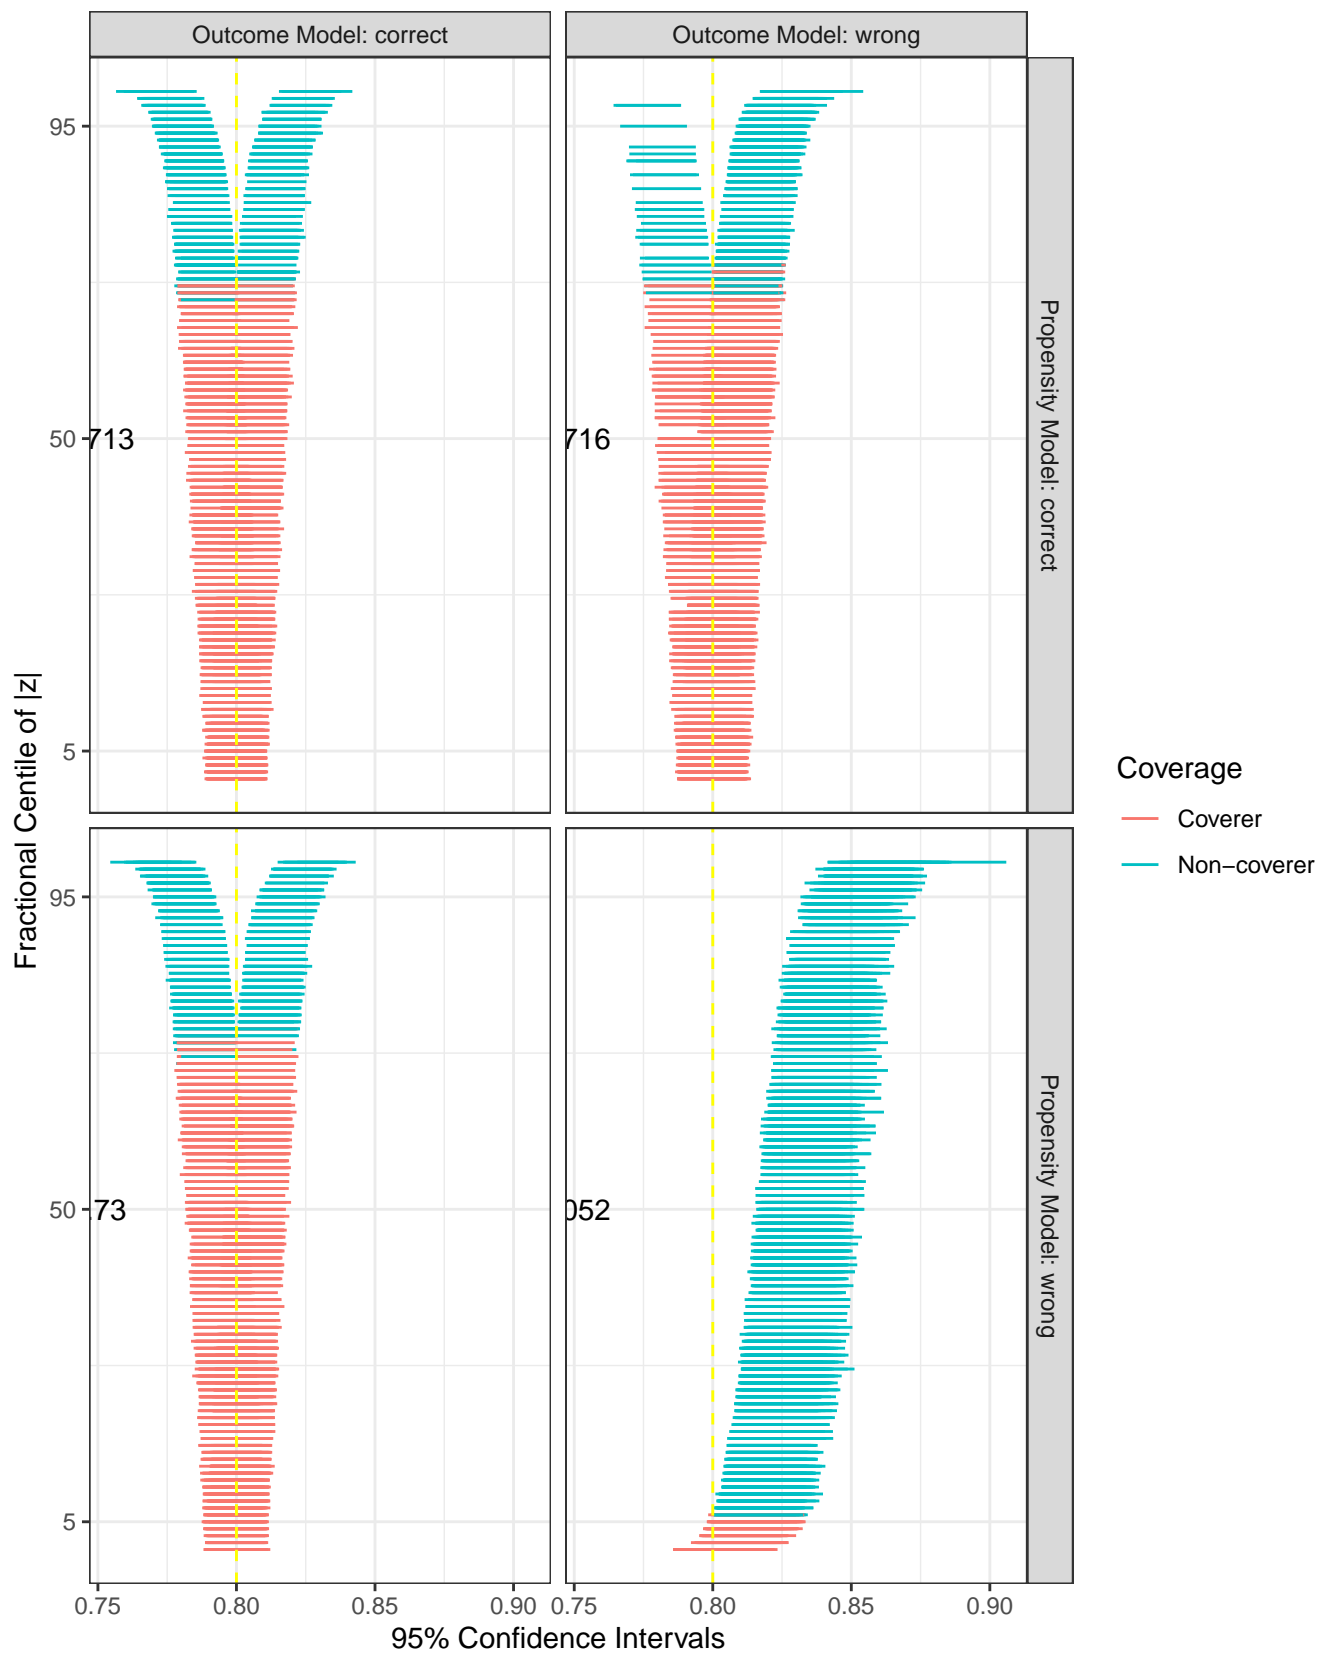 Outcome Model: correct
Outcome Model: wrong
95
50
5
713
716
Propensity Model: correct
Fractional Centile of |z|
95
50
5
.73
052
Propensity Model: wrong
0.75
0.80
0.85
0.90
0.75
0.80
0.85
0.90
95% Confidence Intervals
Coverage
Coverer
Non−coverer